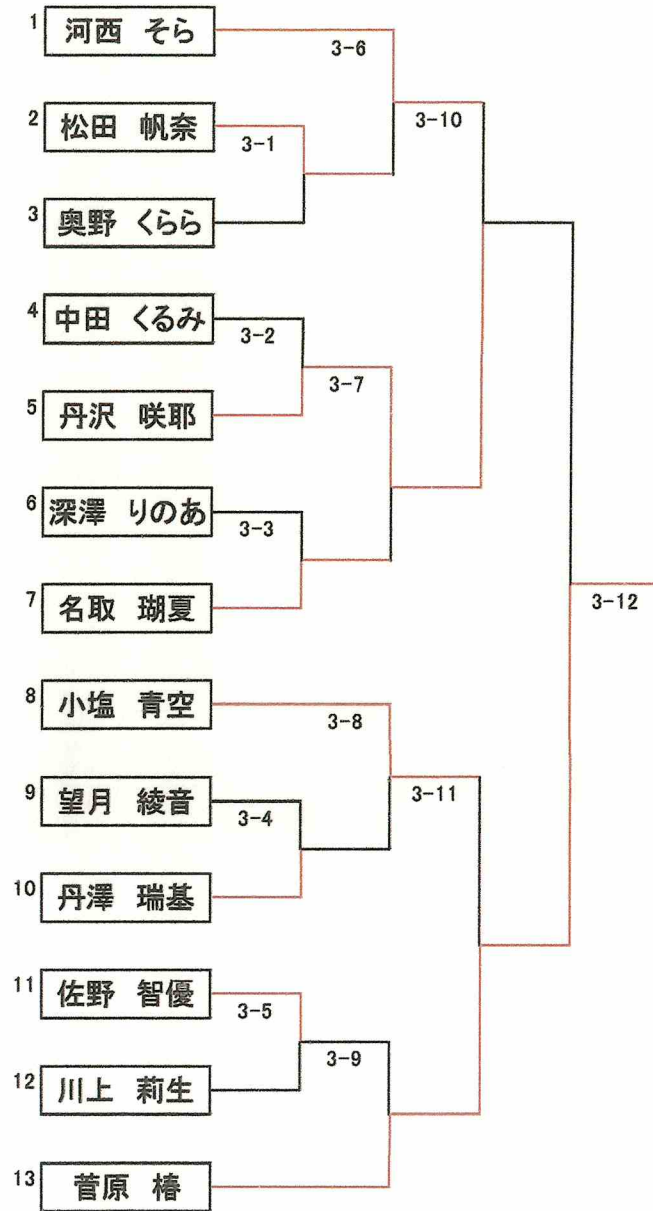 1 河西 そら
3-6
2 松田 帆奈
3-10
3-1
3 奥野 くらら
4 中田 くるみ
3-2
3-7
5 丹沢 咲耶
6 深澤 りのあ
3-3
7 名取 瑚夏
3-12
8 小塩 青空
3-8
9 望月 綾音
3-11
3-4
10 丹澤 瑞基
11 佐野 智優
3-5
3-9
12 川上 莉生
13 菅原 椿